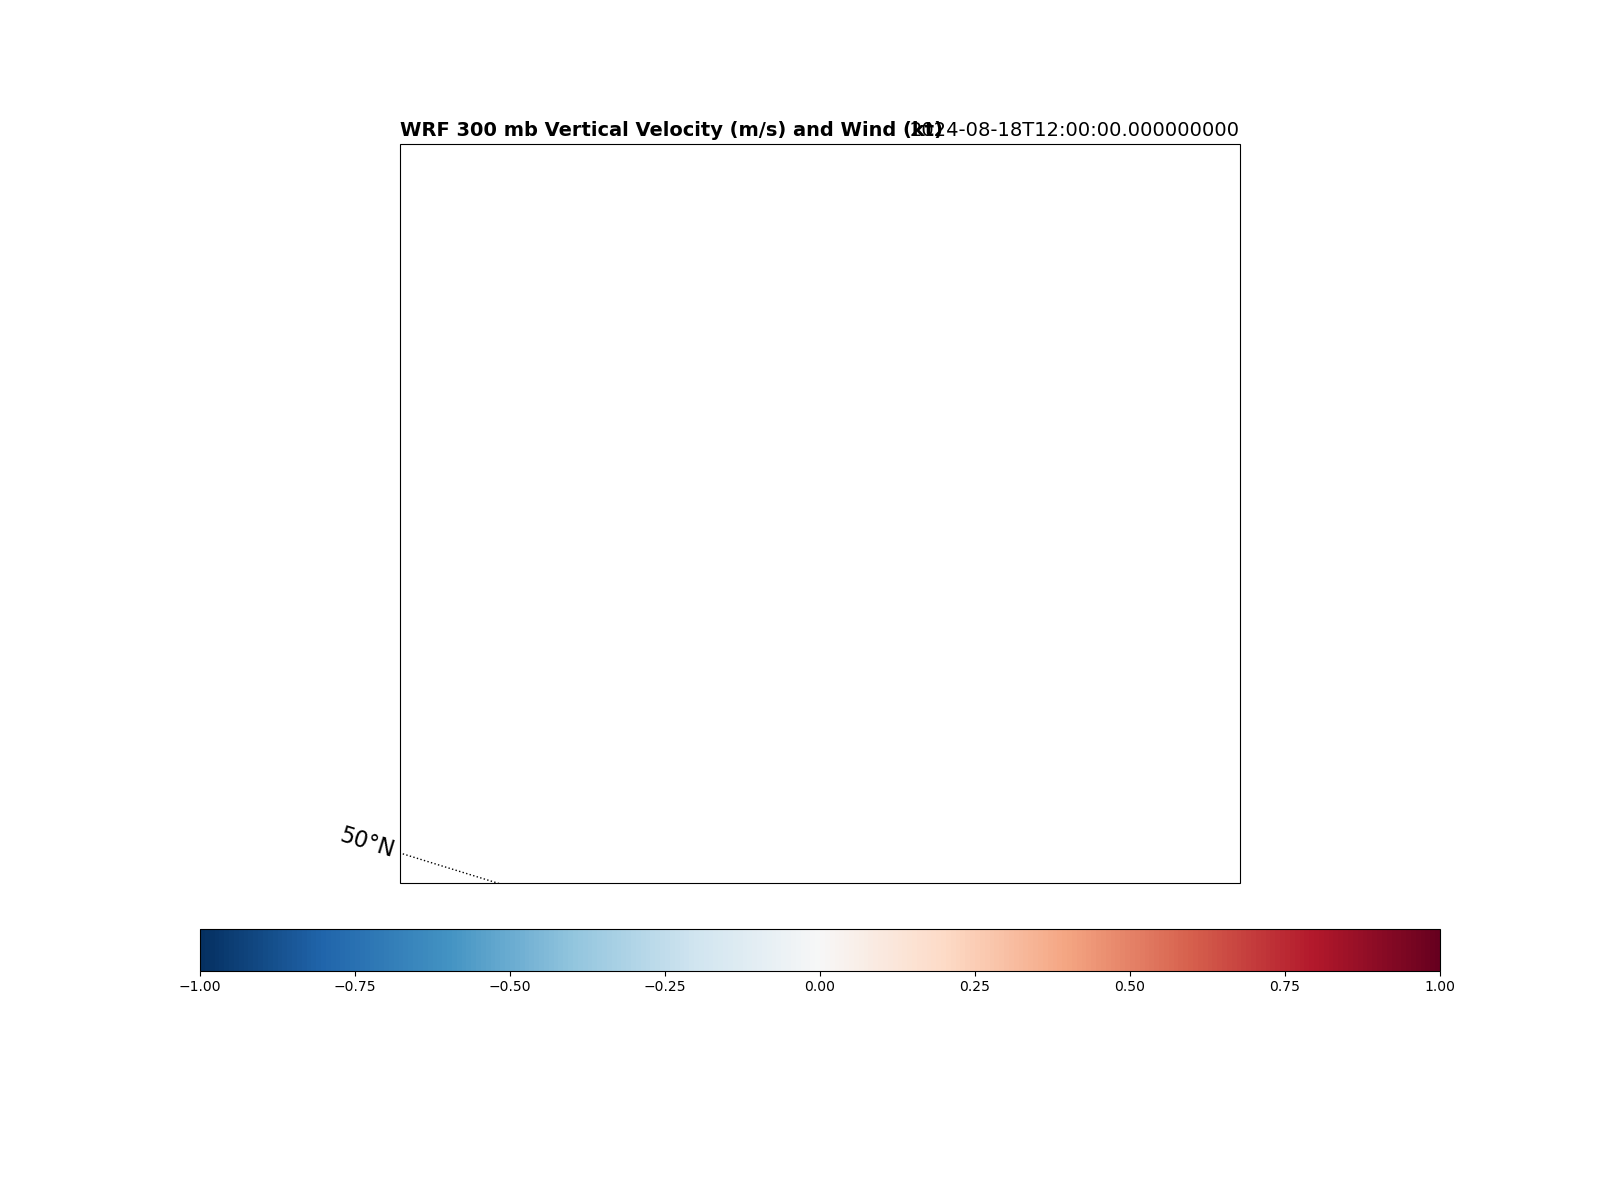 WRF 300 mb Vertical Velocity (m/s) and Wind (kt)
2024-08-18T12:00:00.000000000
50°N
−1.00 −0.75 −0.50 −0.25 0.00 0.25 0.50 0.75 1.00